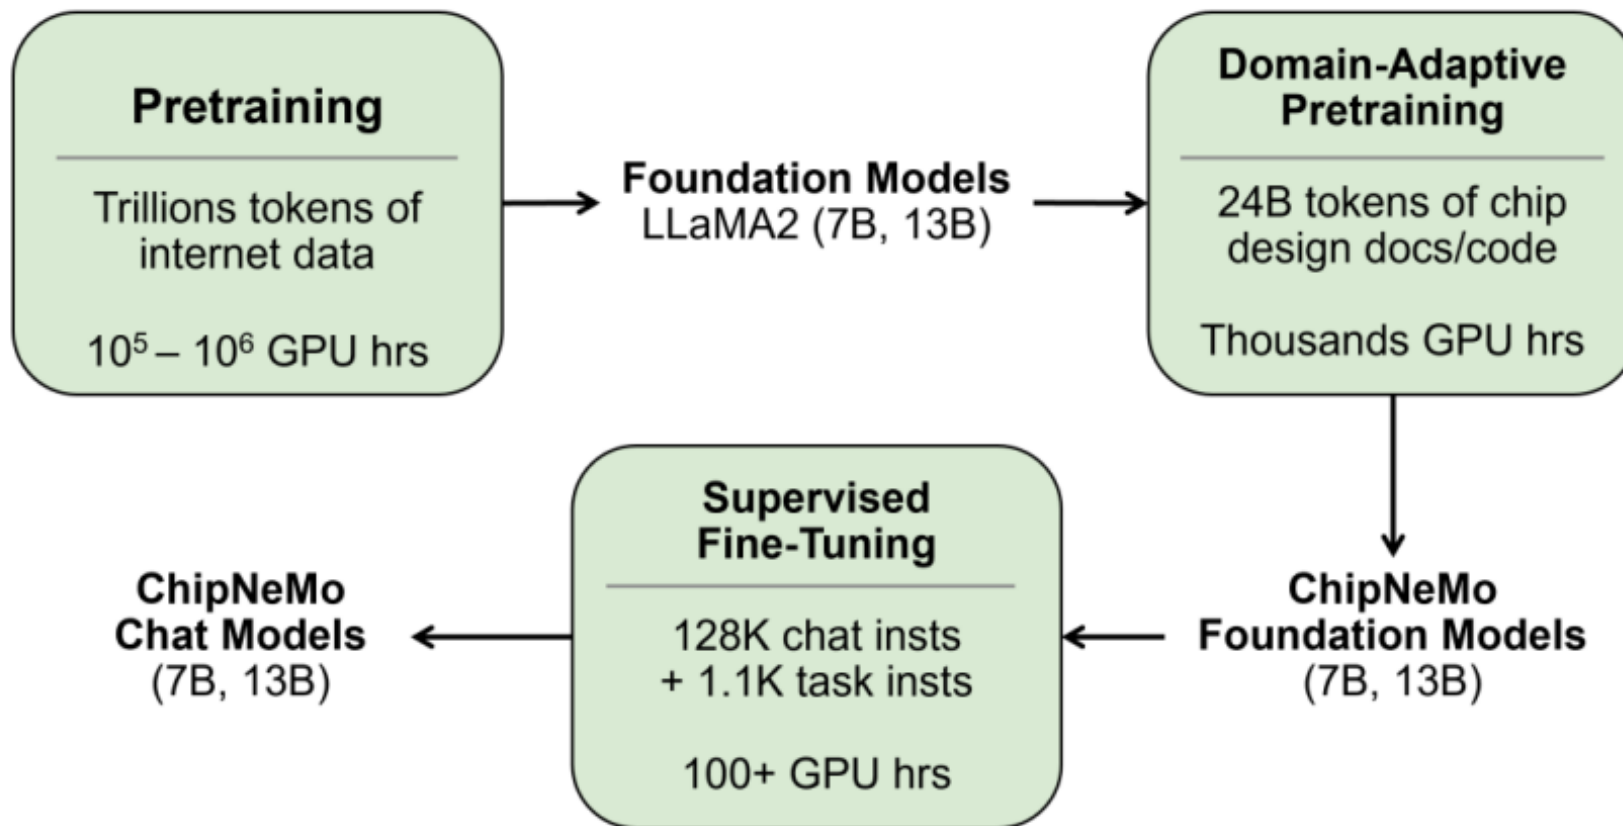 Pretraining
Trillions tokens of
internet data
10⁵ – 10⁶ GPU hrs
Foundation Models
LLaMA2 (7B, 13B)
Domain-Adaptive
Pretraining
24B tokens of chip
design docs/code
Thousands GPU hrs
ChipNeMo
Foundation Models
(7B, 13B)
Supervised
Fine-Tuning
128K chat insts
+ 1.1K task insts
100+ GPU hrs
ChipNeMo
Chat Models
(7B, 13B)